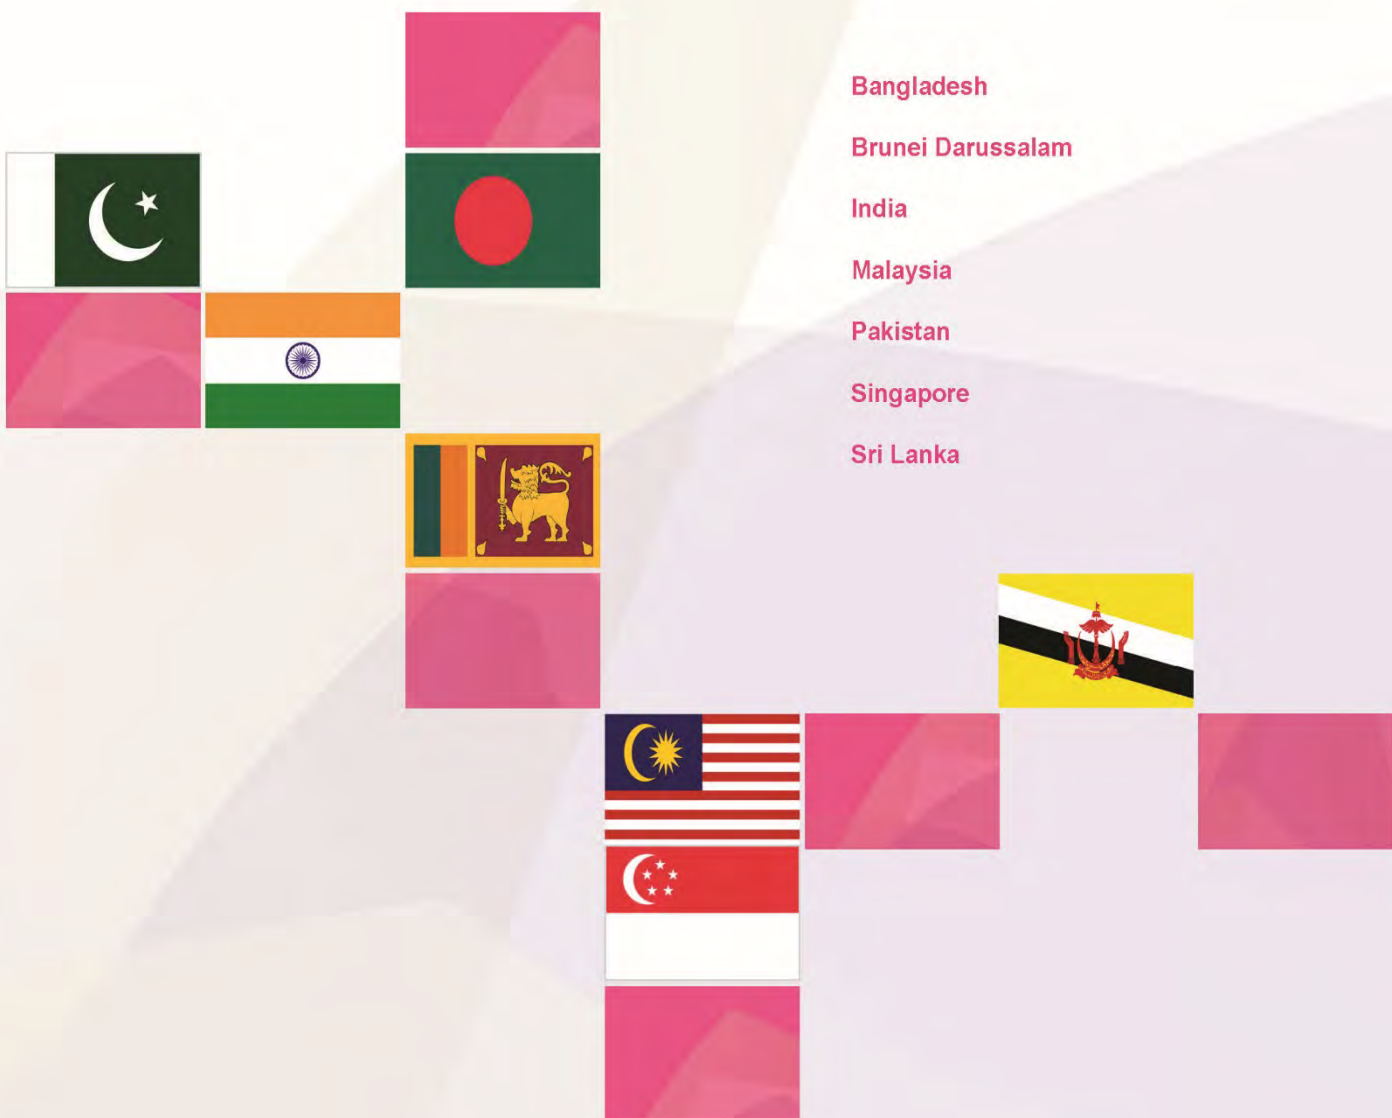 Bangladesh
Brunei Darussalam
India
Malaysia
Pakistan
Singapore
Sri Lanka